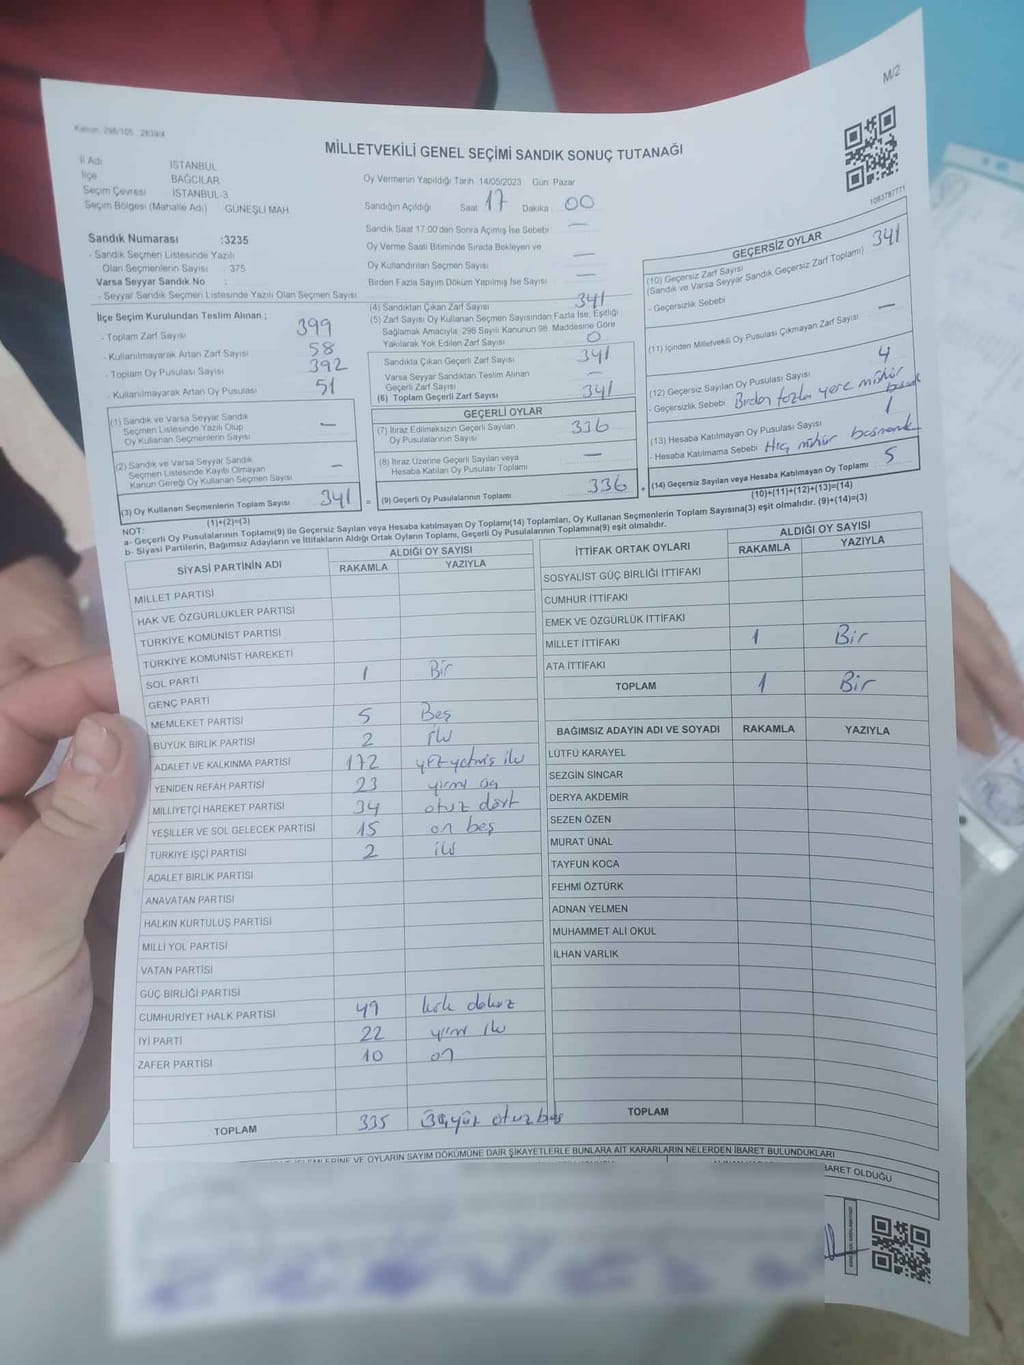 M/2
Kanun: 298/105 , 2839/4
MİLLETVEKİLİ GENEL SEÇİMİ SANDIK SONUÇ TUTANAĞI
1083787771
İl Adı İSTANBUL
İlçe BAĞCILAR
Seçim Çevresi İSTANBUL-3
Seçim Bölgesi (Mahalle Adı) GÜNEŞLİ MAH
Sandık Numarası :3235
- Sandık Seçmen Listesinde Yazılı
Olan Seçmenlerin Sayısı : 375
Varsa Seyyar Sandık No :
- Seyyar Sandık Seçmen Listesinde Yazılı Olan Seçmen Sayısı:
Oy Vermenin Yapıldığı Tarih 14/05/2023 Gün Pazar
Sandığın Açıldığı Saat 17 Dakika 00
Sandık Saat 17:00'den Sonra Açımış İse Sebebi —
Oy Verme Saati Bitiminde Sırada Bekleyen ve
Oy Kullandırılan Seçmen Sayısı —
Birden Fazla Sayım Döküm Yapılmış İse Sayısı —
İlçe Seçim Kurulundan Teslim Alınan ;
- Toplam Zarf Sayısı 399
- Kullanılmayarak Artan Zarf Sayısı 58
- Toplam Oy Pusulası Sayısı 392
- Kullanılmayarak Artan Oy Pusulası 51
(1) Sandık ve Varsa Seyyar Sandık
Seçmen Listesinde Yazılı Olup
Oy Kullanan Seçmenlerin Sayısı —
(2) Sandık ve Varsa Seyyar Sandık
Seçmen Listesinde Kayıtlı Olmayan
Kanun Gereği Oy Kullanan Seçmen Sayısı —
(3) Oy Kullanan Seçmenlerin Toplam Sayısı 341
(1)+(2)=(3)
(4) Sandıktan Çıkan Zarf Sayısı 341
(5) Zarf Sayısı Oy Kullanan Seçmen Sayısından Fazla İse, Eşitliği
Sağlamak Amacıyla; 298 Sayılı Kanunun 98. Maddesine Göre
Yakılarak Yok Edilen Zarf Sayısı 0
Sandıkta Çıkan Geçerli Zarf Sayısı 341
Varsa Seyyar Sandıktan Teslim Alınan
Geçerli Zarf Sayısı —
(6) Toplam Geçerli Zarf Sayısı 341
GEÇERLİ OYLAR
(7) İtiraz Edilmeksizin Geçerli Sayılan
Oy Pusulalarının Sayısı 336
(8) İtiraz Üzerine Geçerli Sayılan veya
Hesaba Katılan Oy Pusulası Toplamı —
= (9) Geçerli Oy Pusulalarının Toplamı 336
GEÇERSİZ OYLAR
(10) Geçersiz Zarf Sayısı 341
(Sandık ve Varsa Seyyar Sandık Geçersiz Zarf Toplamı)
- Geçersizlik Sebebi
(11) İçinden Milletvekili Oy Pusulası Çıkmayan Zarf Sayısı —
(12) Geçersiz Sayılan Oy Pusulası Sayısı 4
- Geçersizlik Sebebi Birden fazla yere mühür
(13) Hesaba Katılmayan Oy Pusulası Sayısı 1
- Hesaba Katılmama Sebebi Hiç mühür basmamak
+ (14) Geçersiz Sayılan veya Hesaba Katılmayan Oy Toplamı 5
(10)+(11)+(12)+(13)=(14)
NOT:
a- Geçerli Oy Pusulalarının Toplamı(9) ile Geçersiz Sayılan veya Hesaba katılmayan Oy Toplamı(14) Toplamları, Oy Kullanan Seçmenlerin Toplam Sayısına(3) eşit olmalıdır. (9)+(14)=(3)
b- Siyasi Partilerin, Bağımsız Adayların ve İttifakların Aldığı Ortak Oyların Toplamı, Geçerli Oy Pusulalarının Toplamına(9) eşit olmalıdır.
SİYASİ PARTİNİN ADI ALDIĞI OY SAYISI
RAKAMLA YAZIYLA
MİLLET PARTİSİ
HAK VE ÖZGÜRLÜKLER PARTİSİ
TÜRKİYE KOMÜNİST PARTİSİ
TÜRKİYE KOMÜNİST HAREKETİ
SOL PARTİ 1 Bir
GENÇ PARTİ
MEMLEKET PARTİSİ 5 Beş
BÜYÜK BİRLİK PARTİSİ 2 iki
ADALET VE KALKINMA PARTİSİ 172 yüzyetmiş iki
YENİDEN REFAH PARTİSİ 23 yirmi üç
MİLLİYETÇİ HAREKET PARTİSİ 34 otuz dört
YEŞİLLER VE SOL GELECEK PARTİSİ 15 on beş
TÜRKİYE İŞÇİ PARTİSİ 2 iki
ADALET BİRLİK PARTİSİ
ANAVATAN PARTİSİ
HALKIN KURTULUŞ PARTİSİ
MİLLİ YOL PARTİSİ
VATAN PARTİSİ
GÜÇ BİRLİĞİ PARTİSİ
CUMHURİYET HALK PARTİSİ 49 kırk dokuz
İYİ PARTİ 22 yirmi iki
ZAFER PARTİSİ 10 on
TOPLAM 335 üçyüz otuzbeş
İTTİFAK ORTAK OYLARI ALDIĞI OY SAYISI
RAKAMLA YAZIYLA
SOSYALİST GÜÇ BİRLİĞİ İTTİFAKI
CUMHUR İTTİFAKI
EMEK VE ÖZGÜRLÜK İTTİFAKI
MİLLET İTTİFAKI 1 Bir
ATA İTTİFAKI
TOPLAM 1 Bir
BAĞIMSIZ ADAYIN ADI VE SOYADI RAKAMLA YAZIYLA
LÜTFÜ KARAYEL
SEZGİN SİNCAR
DERYA AKDEMİR
SEZEN ÖZEN
MURAT ÜNAL
TAYFUN KOCA
FEHMİ ÖZTÜRK
ADNAN YELMEN
MUHAMMET ALİ OKUL
İLHAN VARLIK
TOPLAM
VE OYLARIN SAYIM DÖKÜMÜNE DAİR ŞİKAYETLERLE BUNLARA AİT KARARLARIN NELERDEN İBARET BULUNDUKLARI
İBARET OLDUĞU